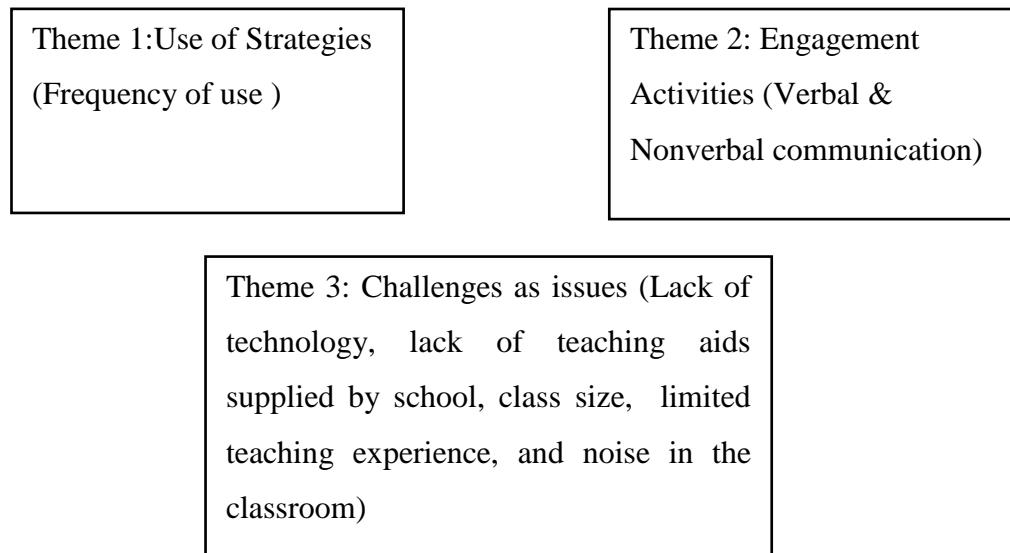 Theme 1:Use of Strategies
(Frequency of use )
Theme 2: Engagement
Activities (Verbal &
Nonverbal communication)
Theme 3: Challenges as issues (Lack of
technology, lack of teaching aids
supplied by school, class size, limited
teaching experience, and noise in the
classroom)